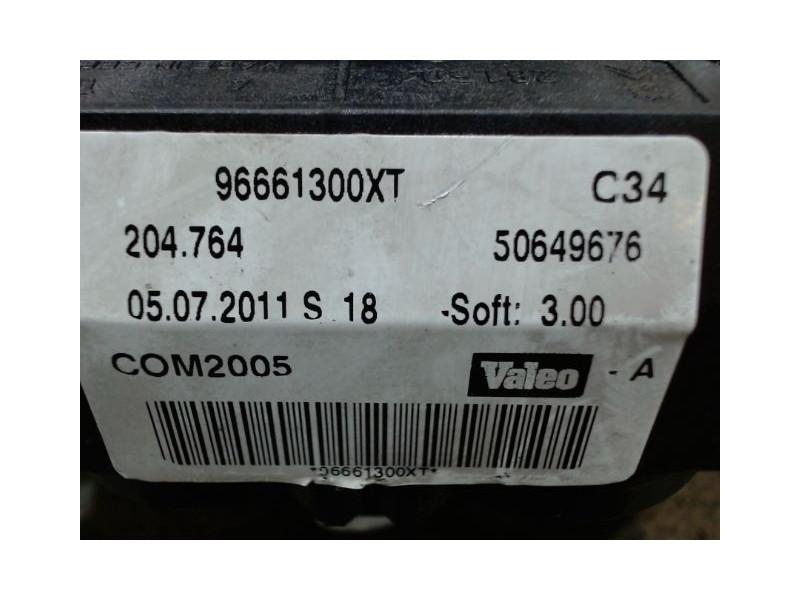 96661300XT C34
204.764 50649676
05.07.2011 S 18 -Soft: 3.00
COM2005 Valeo - A
*96661300XT*